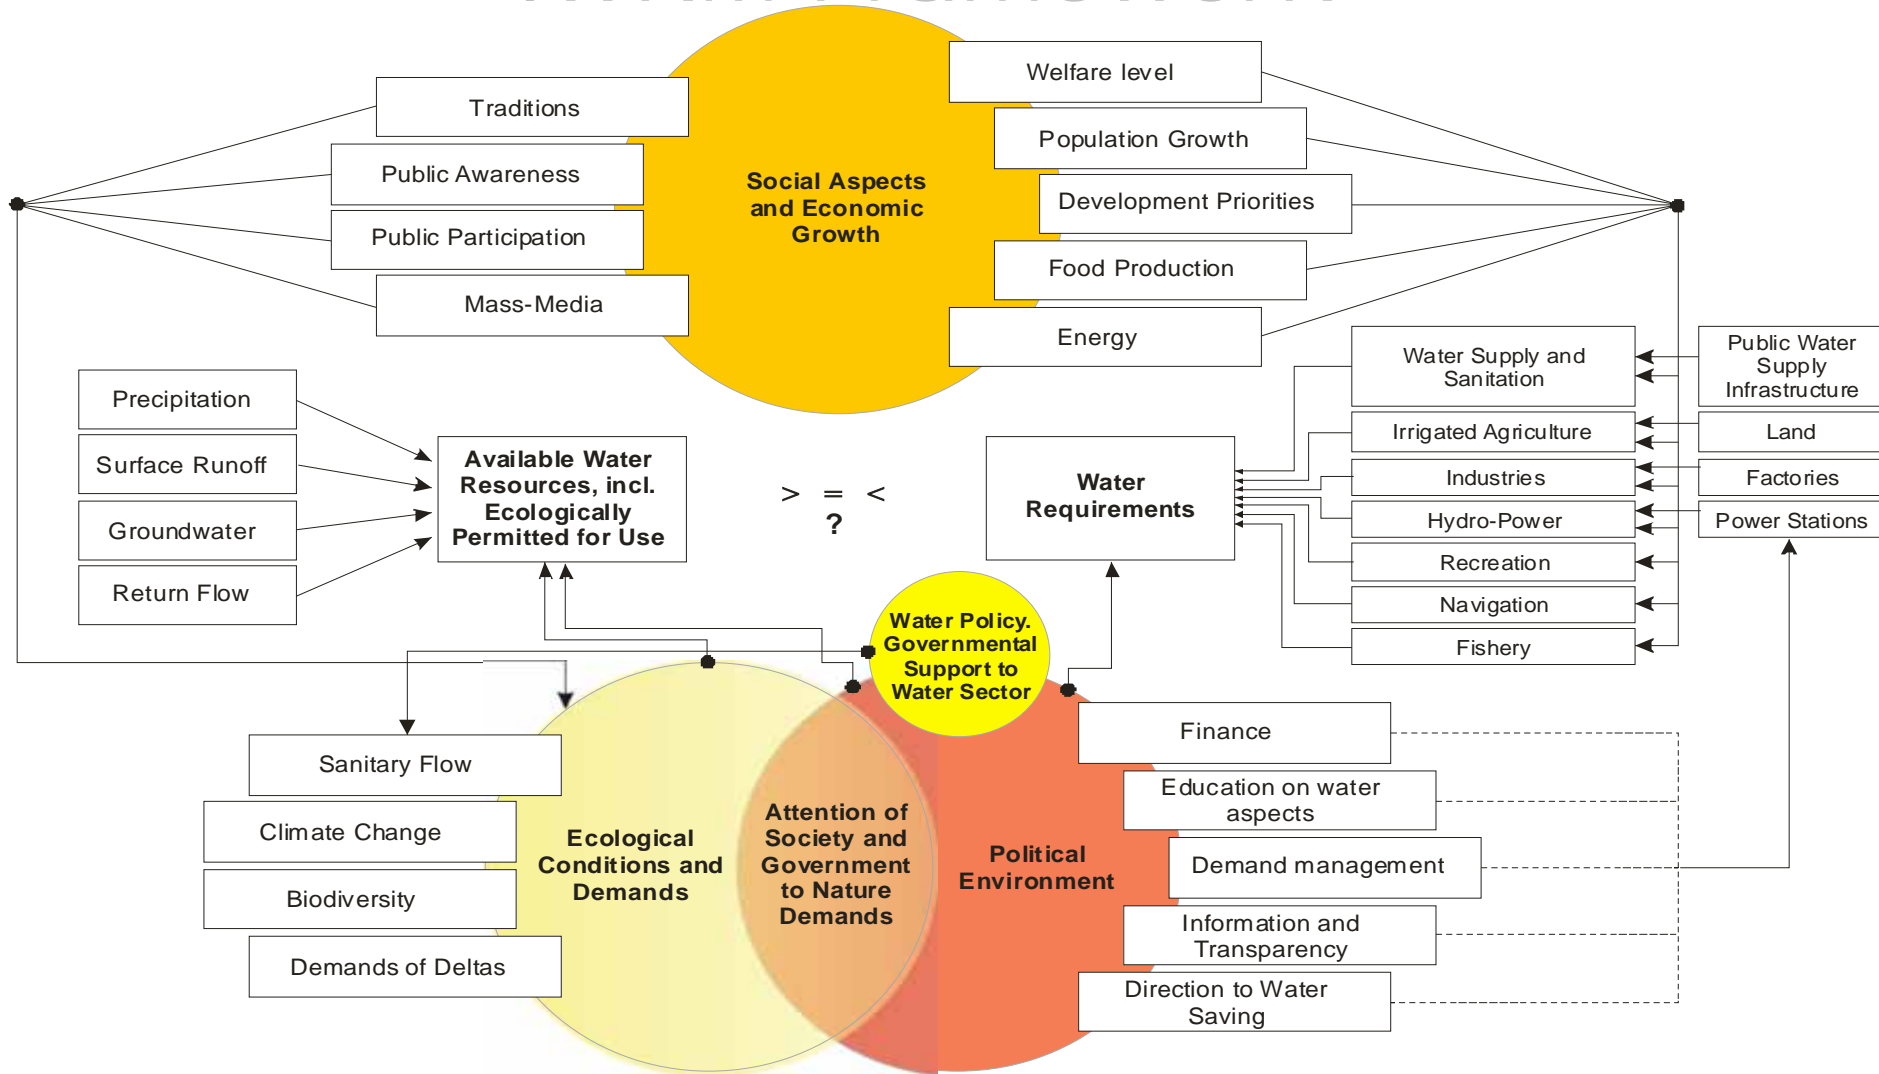 Welfare level
Traditions
Population Growth
Public Awareness
Social Aspects
and Economic
Growth
Development Priorities
Public Participation
Food Production
Mass-Media
Energy
Water Supply and
Sanitation
Public Water
Supply
Infrastructure
Precipitation
Irrigated Agriculture
Land
Surface Runoff
Available Water
Resources, incl.
Ecologically
Permitted for Use
> = <
?
Water
Requirements
Industries
Factories
Groundwater
Hydro-Power
Power Stations
Recreation
Return Flow
Navigation
Water Policy.
Governmental
Support to
Water Sector
Fishery
Sanitary Flow
Finance
Climate Change
Education on water
aspects
Ecological
Conditions and
Demands
Attention of
Society and
Government
to Nature
Demands
Political
Environment
Demand management
Biodiversity
Information and
Transparency
Demands of Deltas
Direction to Water
Saving